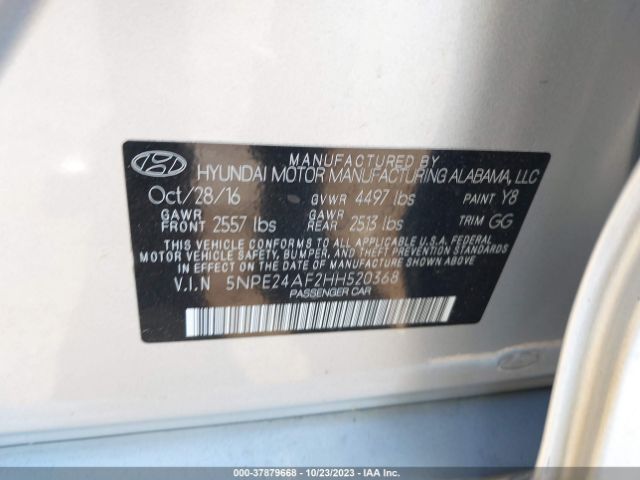 MANUFACTURED BY
HYUNDAI MOTOR MANUFACTURING ALABAMA, LLC
Oct/28/16 GVWR 4497 lbs PAINT Y8
GAWR FRONT 2557 lbs GAWR REAR 2513 lbs TRIM GG
THIS VEHICLE CONFORMS TO ALL APPLICABLE FEDERAL
MOTOR VEHICLE SAFETY, BUMPER, AND THEFT PREVENTION STANDARDS
IN EFFECT ON THE DATE OF MANUFACTURE SHOWN ABOVE.
V.I.N 5NPE24AF2HH520368
PASSENGER CAR
000-37879668 - 10/23/2023 - IAA Inc.